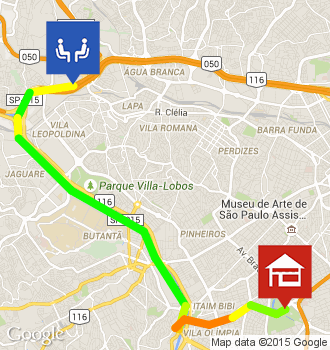 050
050
116
ÁGUA BRANCA
SP-015
LAPA
R. Clélia
VILA
LEOPOLDINA
VILA ROMANA
BARRA FUNDA
PERDIZES
JAGUARE
Parque Villa-Lobos
116
Museu de Arte de
São Paulo Assis...
SP-015
BUTANTÃ
PINHEIROS
Av. Bra
ITAIM BIBI
VILA OLÍMPIA
Google
Map data ©2015 Google